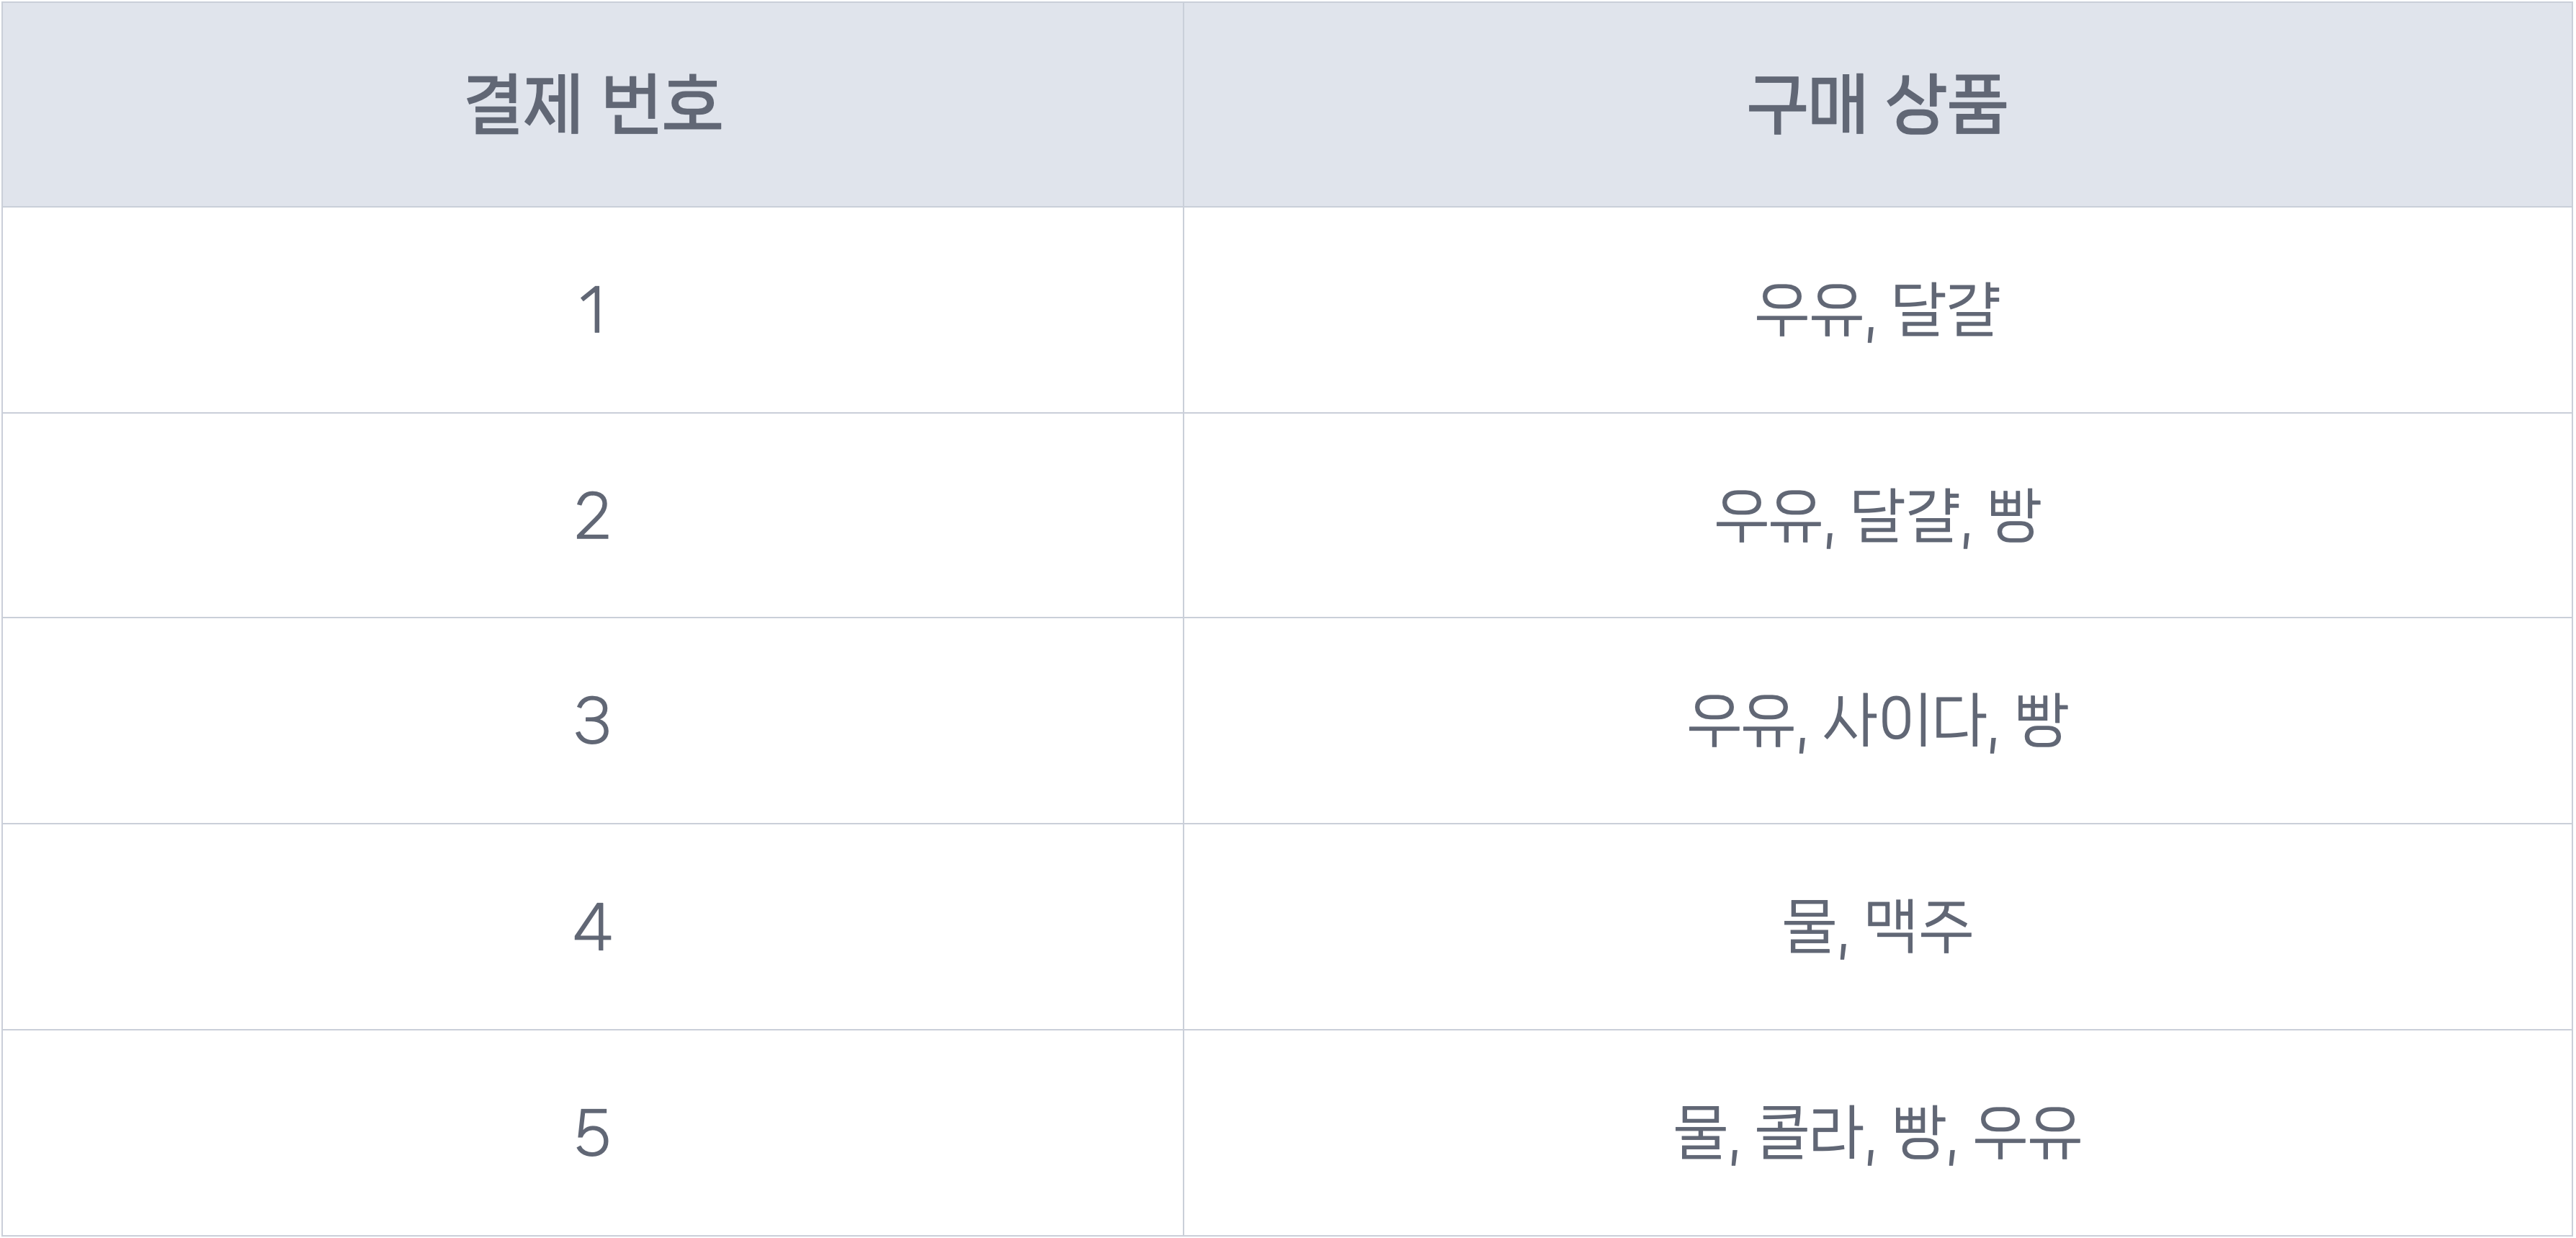 결제 번호 구매 상품
1 우유, 달걀
2 우유, 달걀, 빵
3 우유, 사이다, 빵
4 물, 맥주
5 물, 콜라, 빵, 우유